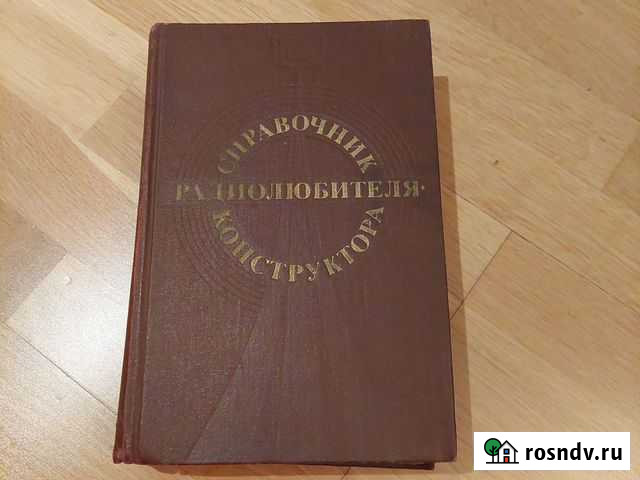 СПРАВОЧНИК
РАДИОЛЮБИТЕЛЯ-
КОНСТРУКТОРА
rosndv.ru